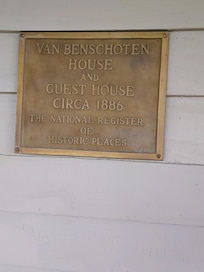 VAN BENSCHOTEN
HOUSE
AND
GUEST HOUSE
CIRCA 1886
THE NATIONAL REGISTER
OF
HISTORIC PLACES